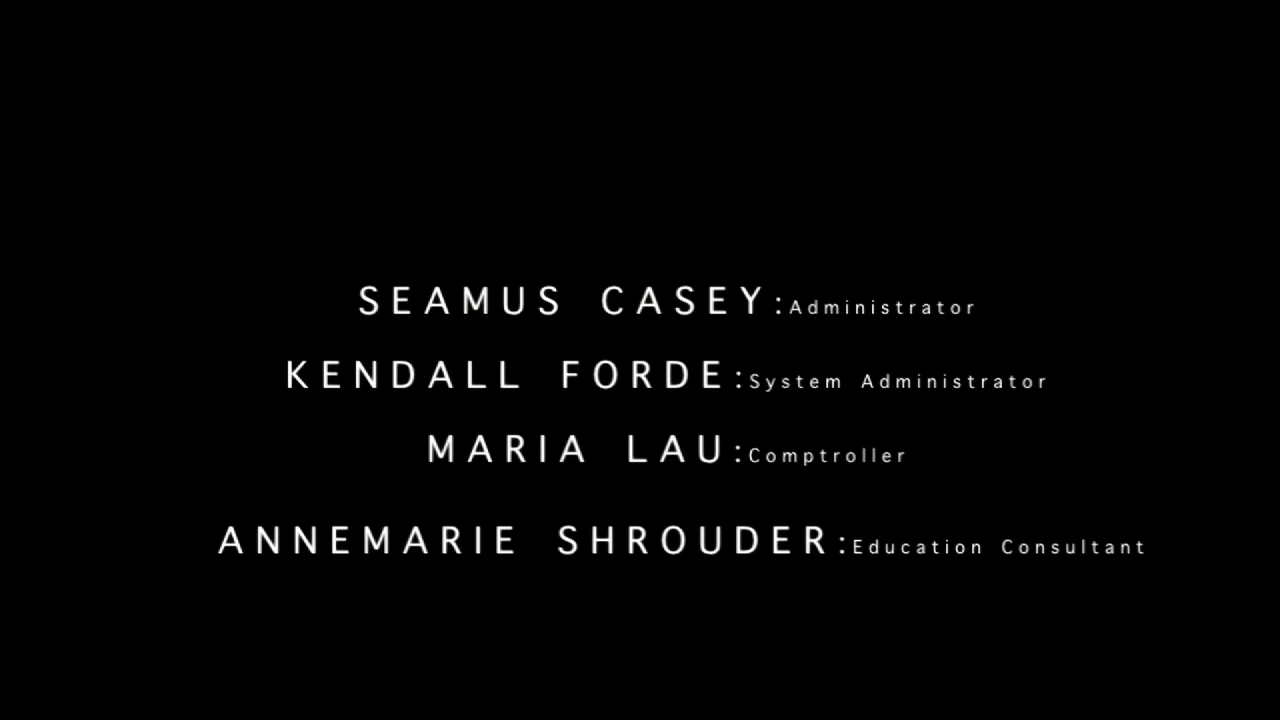 SEAMUS CASEY:Administrator
KENDALL FORDE:System Administrator
MARIA LAU:Comptroller
ANNEMARIE SHROUDER:Education Consultant